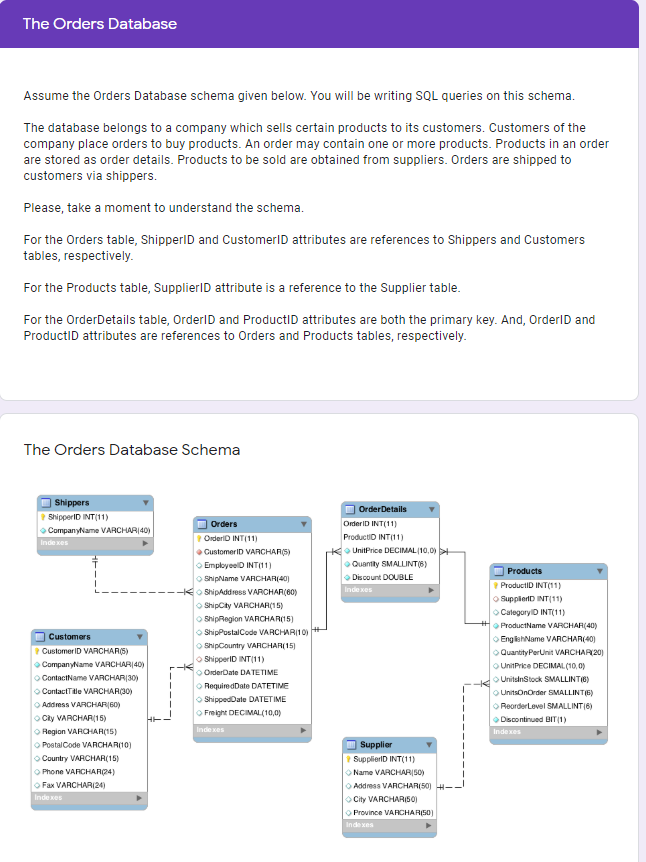 The Orders Database
Assume the Orders Database schema given below. You will be writing SQL queries on this schema.
The database belongs to a company which sells certain products to its customers. Customers of the
company place orders to buy products. An order may contain one or more products. Products in an order
are stored as order details. Products to be sold are obtained from suppliers. Orders are shipped to
customers via shippers.
Please, take a moment to understand the schema.
For the Orders table, ShipperID and CustomerID attributes are references to Shippers and Customers
tables, respectively.
For the Products table, SupplierID attribute is a reference to the Supplier table.
For the OrderDetails table, OrderID and ProductID attributes are both the primary key. And, OrderID and
ProductID attributes are references to Orders and Products tables, respectively.
The Orders Database Schema
Shippers
ShipperID INT(11)
CompanyName VARCHAR(40)
Indexes
Customers
CustomerID VARCHAR(5)
CompanyName VARCHAR(40)
ContactName VARCHAR(30)
ContactTitle VARCHAR(30)
Address VARCHAR(60)
City VARCHAR(15)
Region VARCHAR(15)
PostalCode VARCHAR(10)
Country VARCHAR(15)
Phone VARCHAR(24)
Fax VARCHAR(24)
Indexes
Orders
OrderID INT(11)
CustomerID VARCHAR(5)
EmployeeID INT(11)
ShipName VARCHAR(40)
ShipAddress VARCHAR(60)
ShipCity VARCHAR(15)
ShipRegion VARCHAR(15)
ShipPostalCode VARCHAR(10)
ShipCountry VARCHAR(15)
ShipperID INT(11)
OrderDate DATETIME
RequiredDate DATETIME
ShippedDate DATETIME
Freight DECIMAL(10,0)
Indexes
OrderDetails
OrderID INT(11)
ProductID INT(11)
UnitPrice DECIMAL(10,0)
Quantity SMALLINT(6)
Discount DOUBLE
Indexes
Supplier
SupplierID INT(11)
Name VARCHAR(50)
Address VARCHAR(50)
City VARCHAR(50)
Province VARCHAR(50)
Indexes
Products
ProductID INT(11)
SupplierID INT(11)
CategoryID INT(11)
ProductName VARCHAR(40)
EnglishName VARCHAR(40)
QuantityPerUnit VARCHAR(20)
UnitPrice DECIMAL(10,0)
UnitsInStock SMALLINT(6)
UnitsOnOrder SMALLINT(6)
ReorderLevel SMALLINT(6)
Discontinued BIT(1)
Indexes